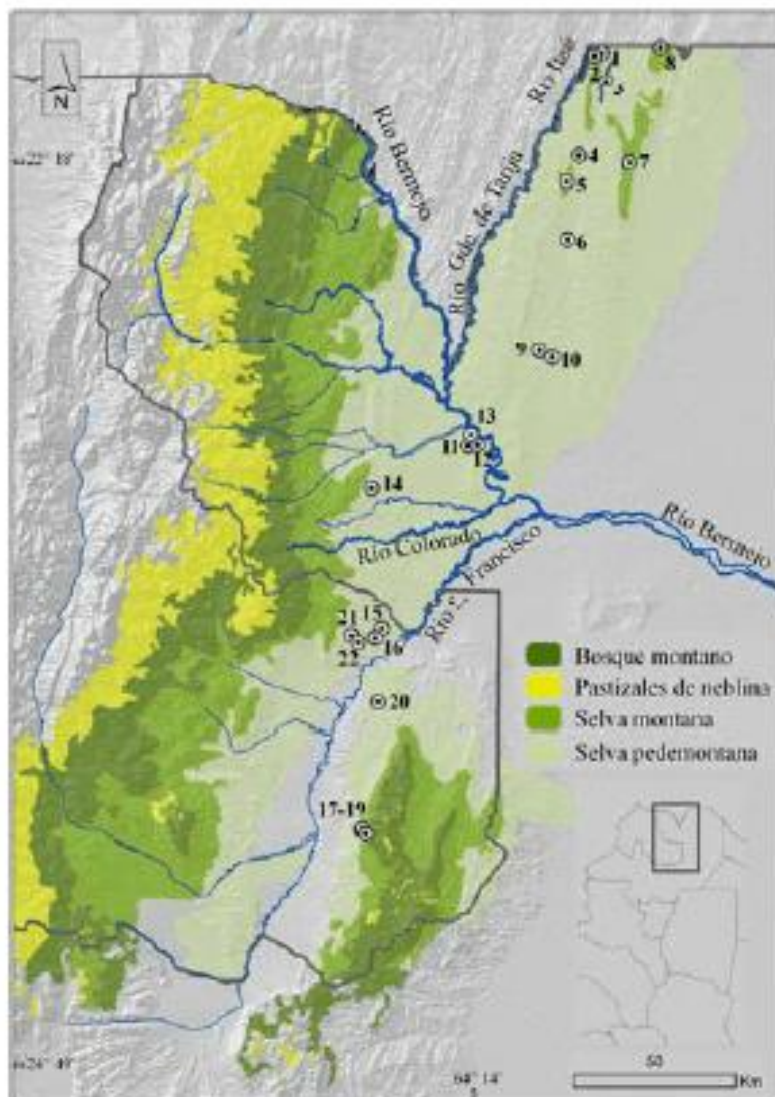 N
22° 18'
Río Bermejo
Río Itaú
Río Gde. de Tarija
1
2
3
8
4
7
5
6
9
10
13
11
12
14
Río Colorado
Río S. Francisco
Río Bermejo
21
15
22
16
20
17-19
Bosque montano
Pastizales de neblina
Selva montana
Selva pedemontana
24° 40'
64° 14'
50
Km